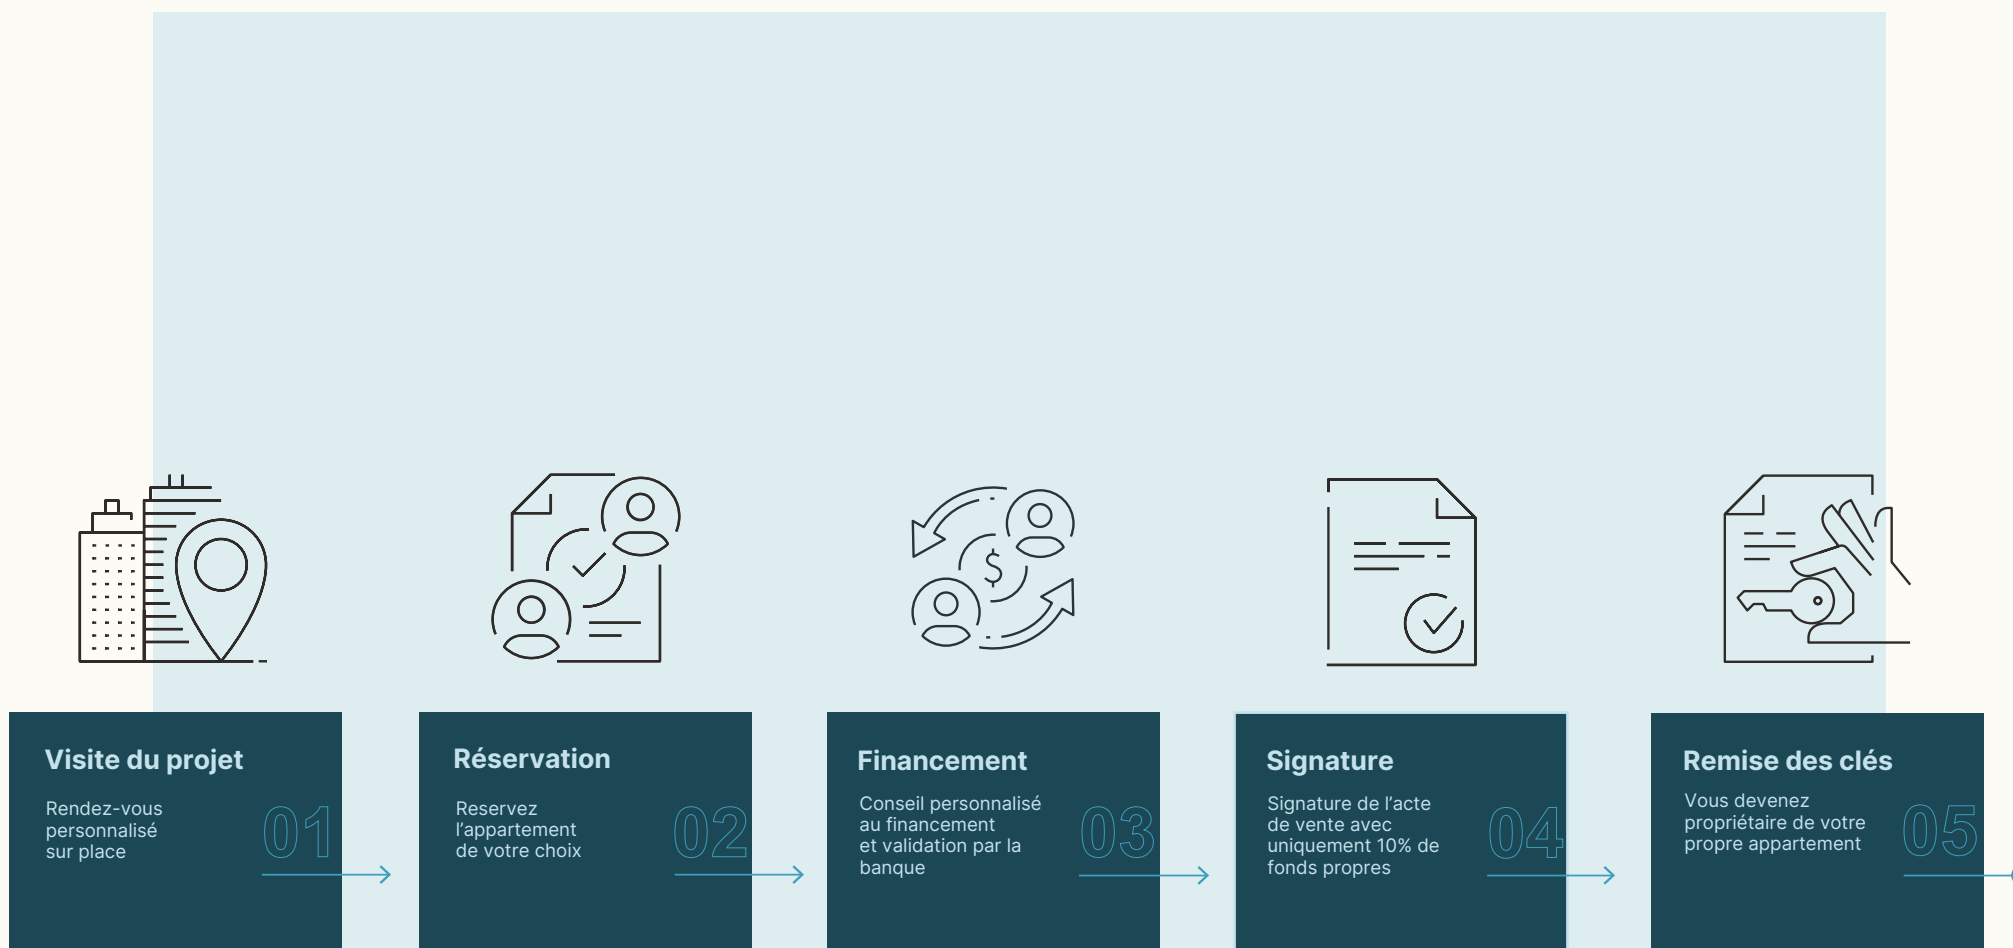 Visite du projet
Rendez-vous
personnalisé
sur place
01
Réservation
Reservez
l'appartement
de votre choix
02
Financement
Conseil personnalisé
au financement
et validation par la
banque
03
$
Signature
Signature de l'acte
de vente avec
uniquement 10% de
fonds propres
04
Remise des clés
Vous devenez
propriétaire de votre
propre appartement
05